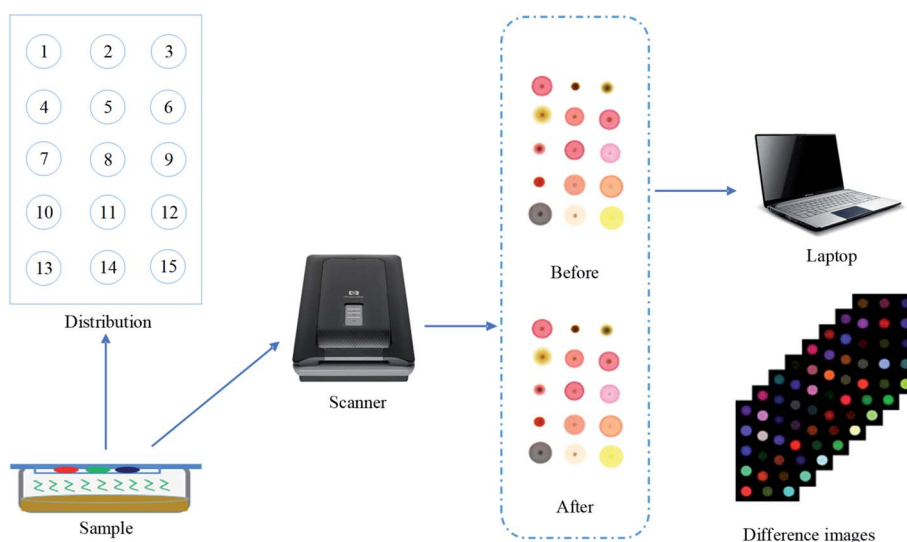 1 2 3
4 5 6
7 8 9
10 11 12
13 14 15
Distribution
Sample
Scanner
Before
After
Laptop
Difference images